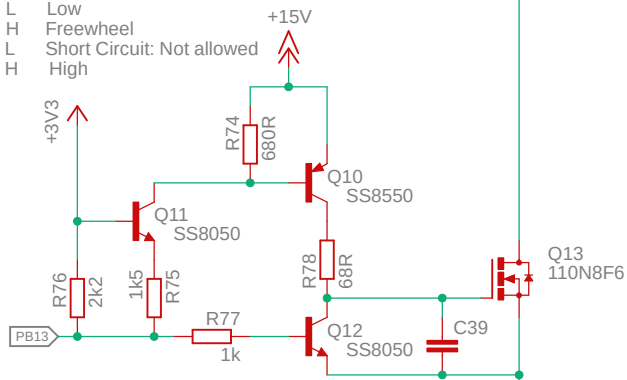 L Low
H Freewheel
L Short Circuit: Not allowed
H High
+15V
+3V3
R74
680R
Q10
SS8550
Q11
SS8050
R76
2k2
1k5
R75
R78
68R
Q13
110N8F6
R77
1k
PB13
Q12
SS8050
C39